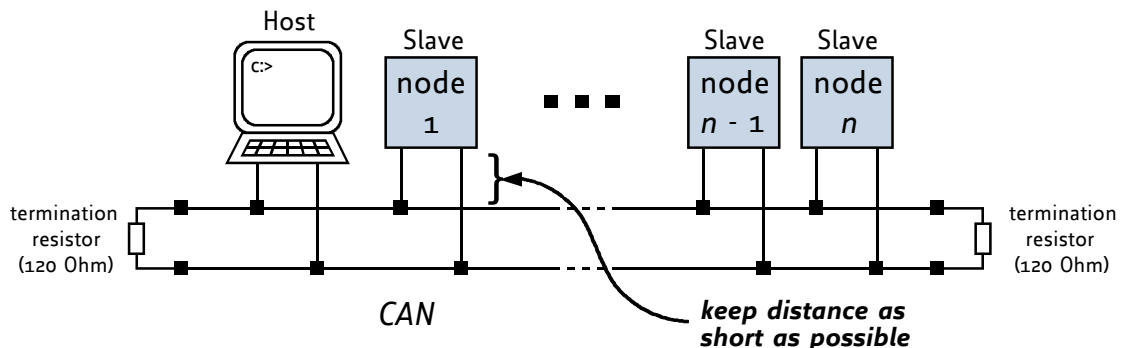 Host
C:>
Slave
node
1
Slave
node
n - 1
Slave
node
n
termination
resistor
(120 Ohm)
termination
resistor
(120 Ohm)
CAN
keep distance as
short as possible